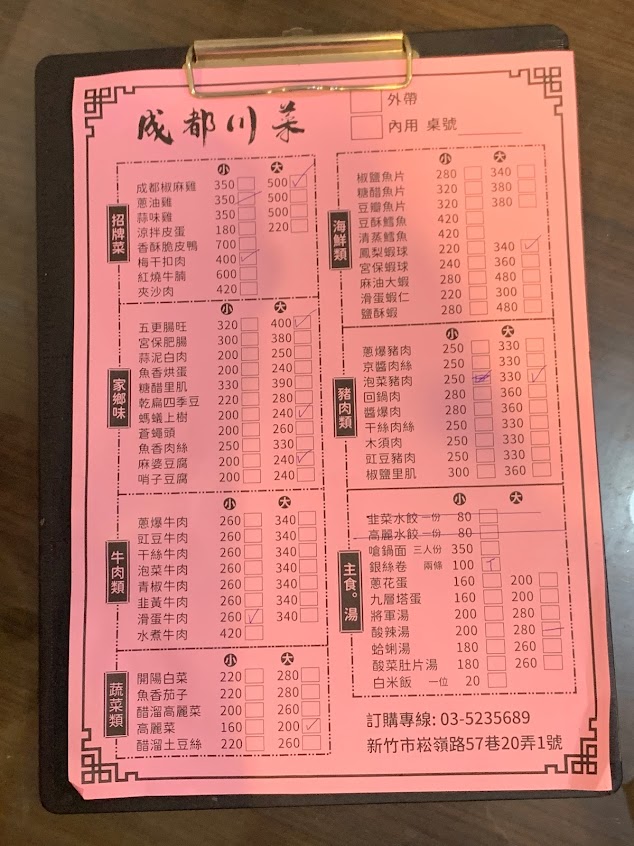 成都川菜
外帶
內用 桌號
招牌菜
小 大
成都椒麻雞 350 500
蔥油雞 350 500
蒜味雞 350 500
涼拌皮蛋 180 220
香酥脆皮鴨 700
梅干扣肉 400
紅燒牛腩 600
夾沙肉 420
家鄉味
小 大
五更腸旺 320 400
宮保肥腸 300 380
蒜泥白肉 200 250
魚香烘蛋 200 240
糖醋里肌 330 390
乾扁四季豆 220 280
螞蟻上樹 200 240
蒼蠅頭 200 260
魚香肉絲 250 330
麻婆豆腐 200 240
哨子豆腐 200 240
牛肉類
小 大
蔥爆牛肉 260 340
豆豆牛肉 260 340
干絲牛肉 260 340
泡菜牛肉 260 340
青椒牛肉 260 340
韭黃牛肉 260 340
滑蛋牛肉 260 340
水煮牛肉 420
蔬菜類
小 大
開陽白菜 220 280
魚香茄子 220 280
醋溜高麗菜 200 260
高麗菜 160 200
醋溜土豆絲 220 260
海鮮類
小 大
椒鹽魚片 280 340
糖醋魚片 320 380
豆瓣魚片 320 380
豆酥鱈魚 420
清蒸鱈魚 420
鳳梨蝦球 220 340
宮保蝦球 240 360
麻油大蝦 280 480
滑蛋蝦仁 220 300
鹽酥蝦 280 480
豬肉類
小 大
蔥爆豬肉 250 330
京醬肉絲 250 330
泡菜豬肉 250 330
回鍋肉 280 360
醬爆肉 280 360
干絲肉絲 250 330
木須肉 250 330
豇豆豬肉 250 330
椒鹽里肌 300 360
主食。湯
小 大
韭菜水餃 一份 80
高麗水餃 一份 80
嗆鍋面 三人份 350
銀絲卷 兩條 100
蔥花蛋 160 200
九層塔蛋 160 200
將軍湯 200 280
酸辣湯 200 280
蛤蜊湯 180 260
酸菜肚片湯 180 260
白米飯 一位 20
訂購專線: 03-5235689
新竹市崧嶺路57巷20弄1號